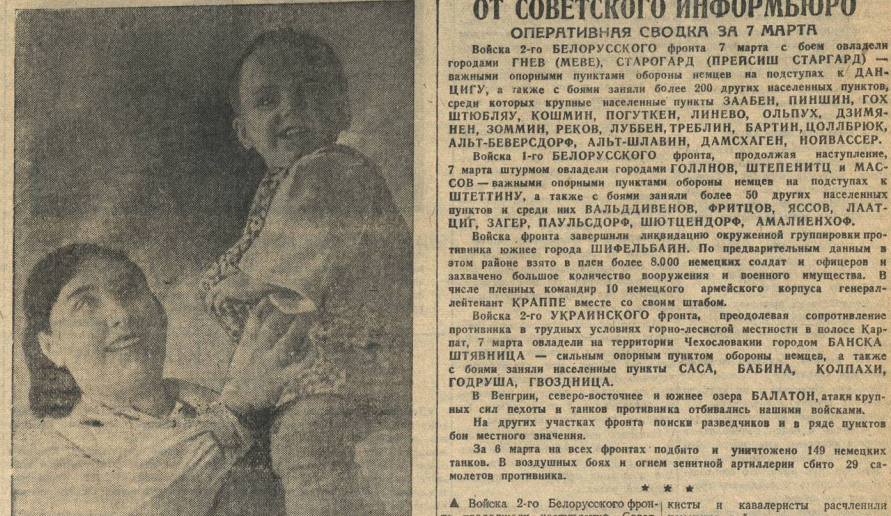 ОТ СОВЕТСКОГО ИНФОРМБЮРО
ОПЕРАТИВНАЯ СВОДКА ЗА 7 МАРТА
Войска 2-го БЕЛОРУССКОГО фронта 7 марта с боем овладели
городами ГНЕВ (МЕВЕ), СТАРОГАРД (ПРЕЙСИШ СТАРГАРД) —
важными опорными пунктами обороны немцев на подступах к ДАН-
ЦИГУ, а также с боями заняли более 200 других населенных пунктов,
среди которых крупные населенные пункты ЗААБЕН, ПИНШИН, ГОХ
ШТЮБЛЯУ, КОШМИН, ПОГУТКЕН, ЛИНЕВО, ОЛЬПУХ, ДЗИМЯ-
НЕН, ЗОММИН, РЕКОВ, ЛУББЕН, ТРЕБЛИН, БАРТИН, ЦОЛЛБРЮК,
АЛЬТ-БЕВЕРСДОРФ, АЛЬТ-ШЛАВИН, ДАМСХАГЕН, НОЙВАССЕР.
Войска 1-го БЕЛОРУССКОГО фронта, продолжая наступление,
7 марта штурмом овладели городами ГОЛЛНОВ, ШТЕПЕНИТЦ и МАС-
СОВ — важными опорными пунктами обороны немцев на подступах к
ШТЕТТИНУ, а также с боями заняли более 50 других населенных
пунктов и среди них ВАЛЬДДИВЕНОВ, ФРИТЦОВ, ЯССОВ, ЛААТ-
ЦИГ, ЗАГЕР, ПАУЛЬСДОРФ, ШЮТЦЕНДОРФ, АМАЛИЕНХОФ.
Войска фронта завершили ликвидацию окруженной группировки про-
тивника южнее города ШИФЕЛЬБАЙН. По предварительным данным в
этом районе взято в плен более 8.000 немецких солдат и офицеров и
захвачено большое количество вооружения и военного имущества. В
числе пленных командир 10 немецкого армейского корпуса генерал-
лейтенант КРАППЕ вместе со своим штабом.
Войска 2-го УКРАИНСКОГО фронта, преодолевая сопротивление
противника в трудных условиях горно-лесистой местности в полосе Кар-
пат, 7 марта овладели на территории Чехословакии городом БАНСКА
ШТЯВНИЦА — сильным опорным пунктом обороны немцев, а также
с боями заняли населенные пункты САСА, БАБИНА, КОЛПАХИ,
ГОДРУША, ГВОЗДНИЦА.
В Венгрии, северо-восточнее и южнее озера БАЛАТОН, атаки круп-
ных сил пехоты и танков противника отбивались нашими войсками.
На других участках фронта поиски разведчиков и в ряде пунктов
бои местного значения.
За 6 марта на всех фронтах подбито и уничтожено 149 немецких
танков. В воздушных боях и огнем зенитной артиллерии сбито 29 са-
молетов противника.
★ ★ ★
▲ Войска 2-го Белорусского фрон-
кисты и кавалеристы расчленили